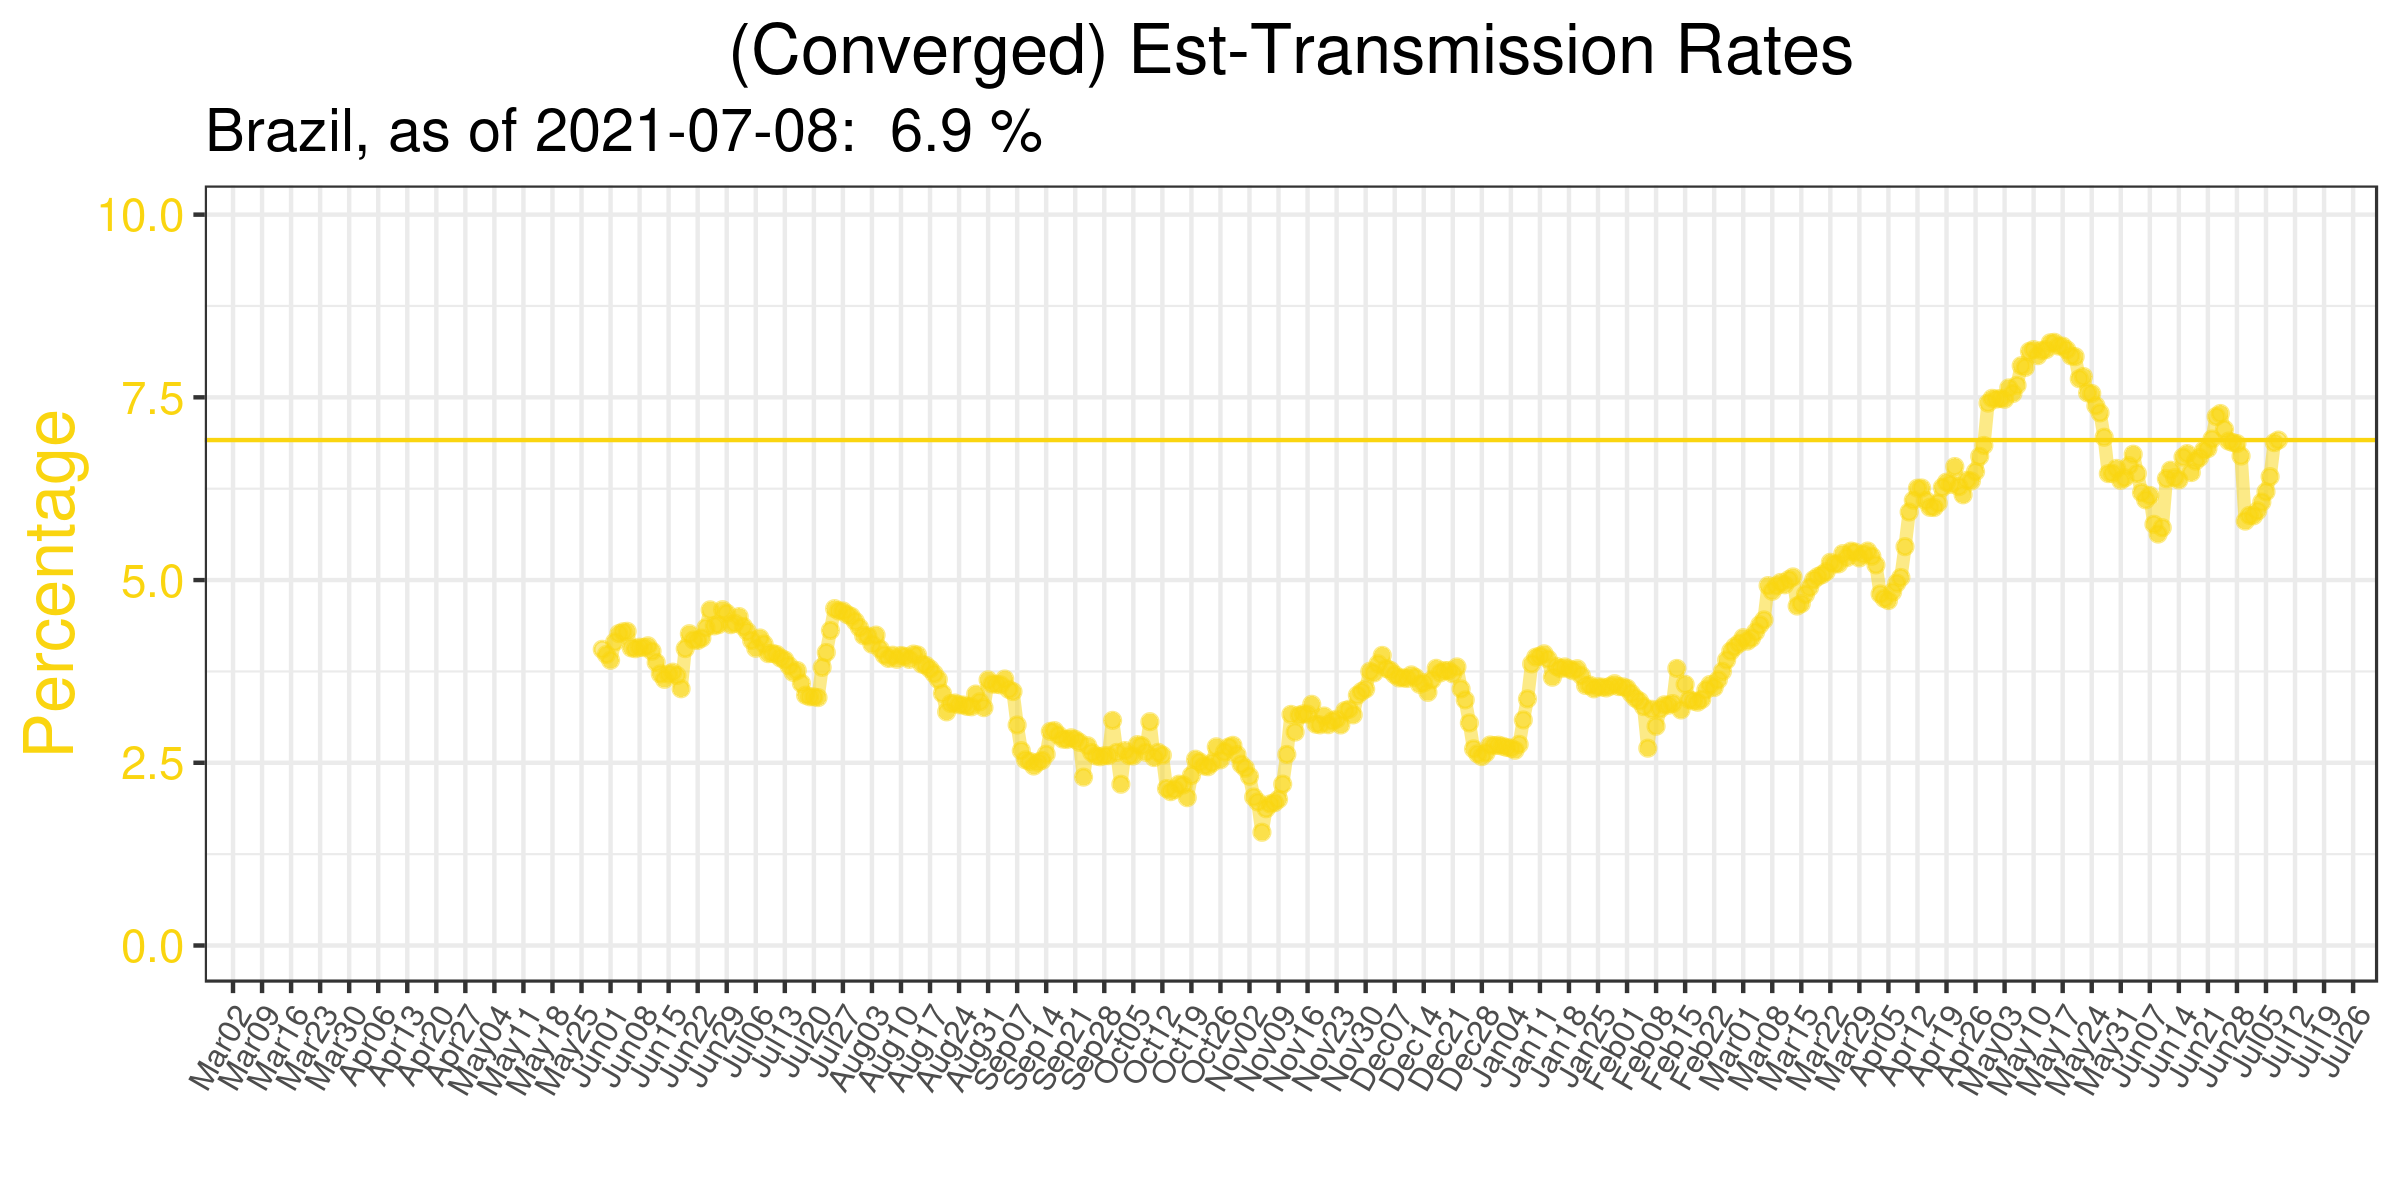 (Converged) Est-Transmission Rates
Brazil, as of 2021-07-08:  6.9 %
Percentage
10.0
7.5
5.0
2.5
0.0
Mar02
Mar09
Mar16
Mar23
Mar30
Apr06
Apr13
Apr20
Apr27
May04
May11
May18
May25
Jun01
Jun08
Jun15
Jun22
Jun29
Jul06
Jul13
Jul20
Jul27
Aug03
Aug10
Aug17
Aug24
Aug31
Sep07
Sep14
Sep21
Sep28
Oct05
Oct12
Oct19
Oct26
Nov02
Nov09
Nov16
Nov23
Nov30
Dec07
Dec14
Dec21
Dec28
Jan04
Jan11
Jan18
Jan25
Feb01
Feb08
Feb15
Feb22
Mar01
Mar08
Mar15
Mar22
Mar29
Apr05
Apr12
Apr19
Apr26
May03
May10
May17
May24
May31
Jun07
Jun14
Jun21
Jun28
Jul05
Jul12
Jul19
Jul26